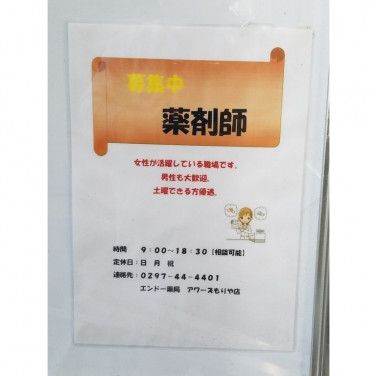 募集中
薬剤師
女性が活躍している職場です。
男性も大歓迎。
土曜できる方優遇。
時間 9:00~18:30[相談可能]
定休日:日 月 祝
連絡先:0297-44-4401
エンドー薬局 アワーズもりや店